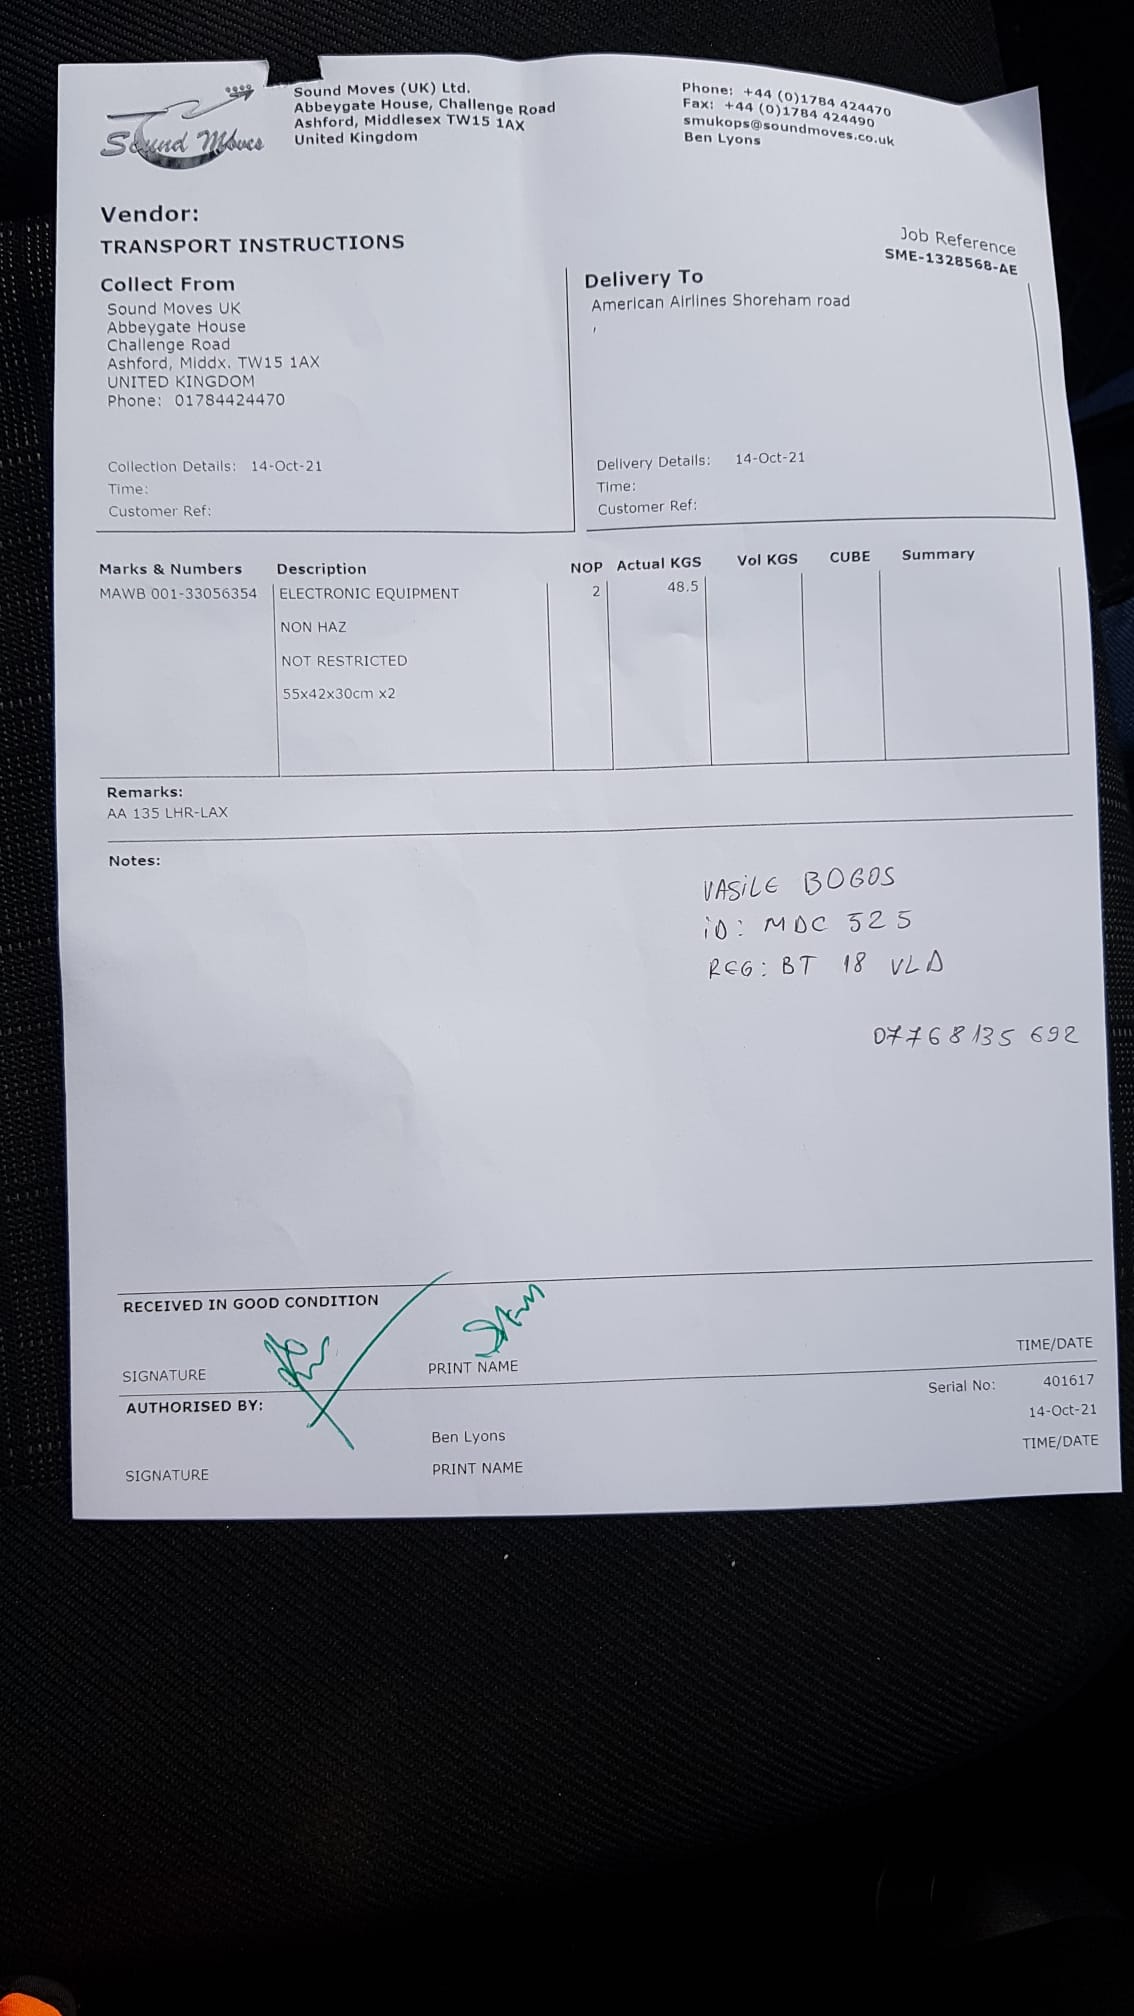 Sound Moves
Sound Moves (UK) Ltd.
Abbeygate House, Challenge Road
Ashford, Middlesex TW15 1AX
United Kingdom
Phone: +44 (0)1784 424470
Fax: +44 (0)1784 424490
smukops@soundmoves.co.uk
Ben Lyons
Vendor:
TRANSPORT INSTRUCTIONS
Job Reference
SME-1328568-AE
Collect From
Sound Moves UK
Abbeygate House
Challenge Road
Ashford, Middx. TW15 1AX
UNITED KINGDOM
Phone: 01784424470
Collection Details: 14-Oct-21
Time:
Customer Ref:
Delivery To
American Airlines Shoreham road
,
Delivery Details: 14-Oct-21
Time:
Customer Ref:
Marks & Numbers Description NOP Actual KGS Vol KGS CUBE Summary
MAWB 001-33056354 ELECTRONIC EQUIPMENT 2 48.5
NON HAZ
NOT RESTRICTED
55x42x30cm x2
Remarks:
AA 135 LHR-LAX
Notes:
VASILE BOGOS
iD: MDC 525
REG: BT 18 VLD
07768135 692
RECEIVED IN GOOD CONDITION
SIGNATURE PRINT NAME TIME/DATE
AUTHORISED BY: Serial No: 401617
Ben Lyons 14-Oct-21
SIGNATURE PRINT NAME TIME/DATE